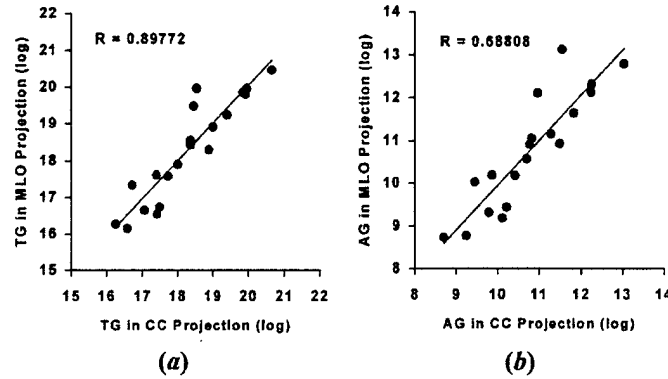 R = 0.89772
TG in MLO Projection (log)
22
21
20
19
18
17
16
15
15 16 17 18 19 20 21 22
TG in CC Projection (log)
(a)
R = 0.68808
AG in MLO Projection (log)
14
13
12
11
10
9
8
8 9 10 11 12 13 14
AG in CC Projection (log)
(b)